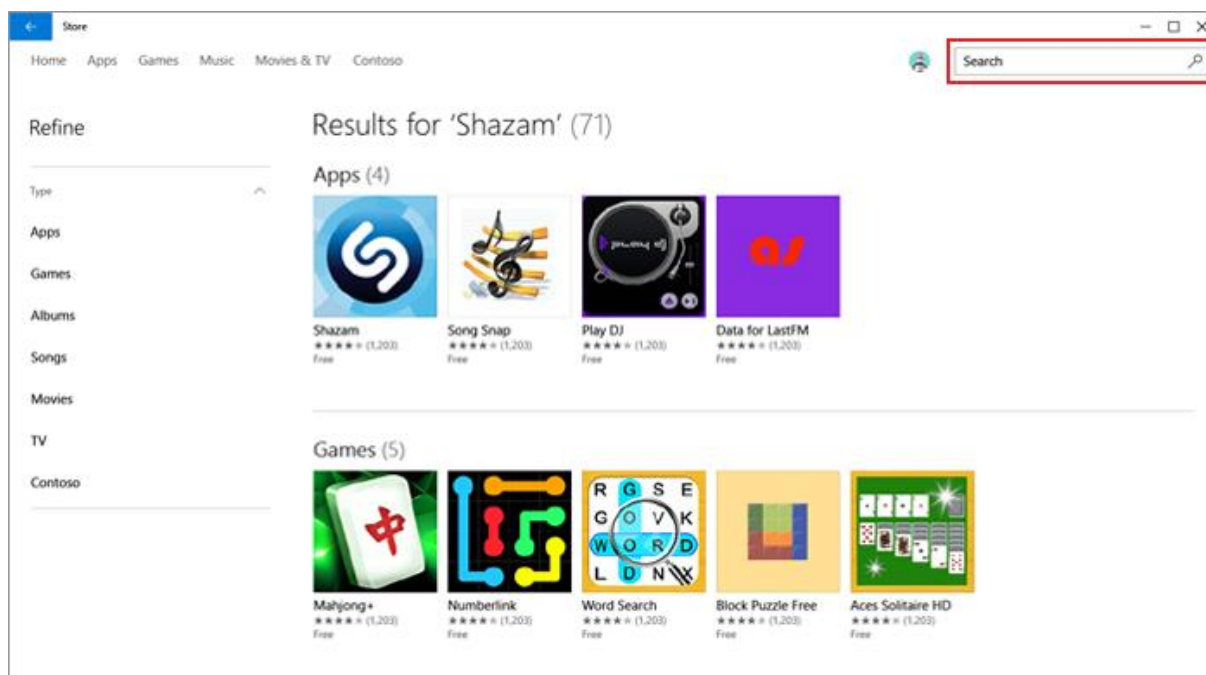 Store
Home Apps Games Music Movies & TV Contoso
Search
Refine
Results for 'Shazam' (71)
Type
Apps (4)
Apps
Games
Albums
Songs
Movies
TV
Contoso
Shazam Song Snap Play DJ Data for LastFM
(1,203) (1,203) (1,203) (1,203)
Free Free Free Free
Games (5)
中
R G S E
G O V K
W O R D
L D N X
Mahjong+ Numberlink Word Search Block Puzzle Free Aces Solitaire HD
(1,203) (1,203) (1,203) (1,203) (1,203)
Free Free Free Free Free